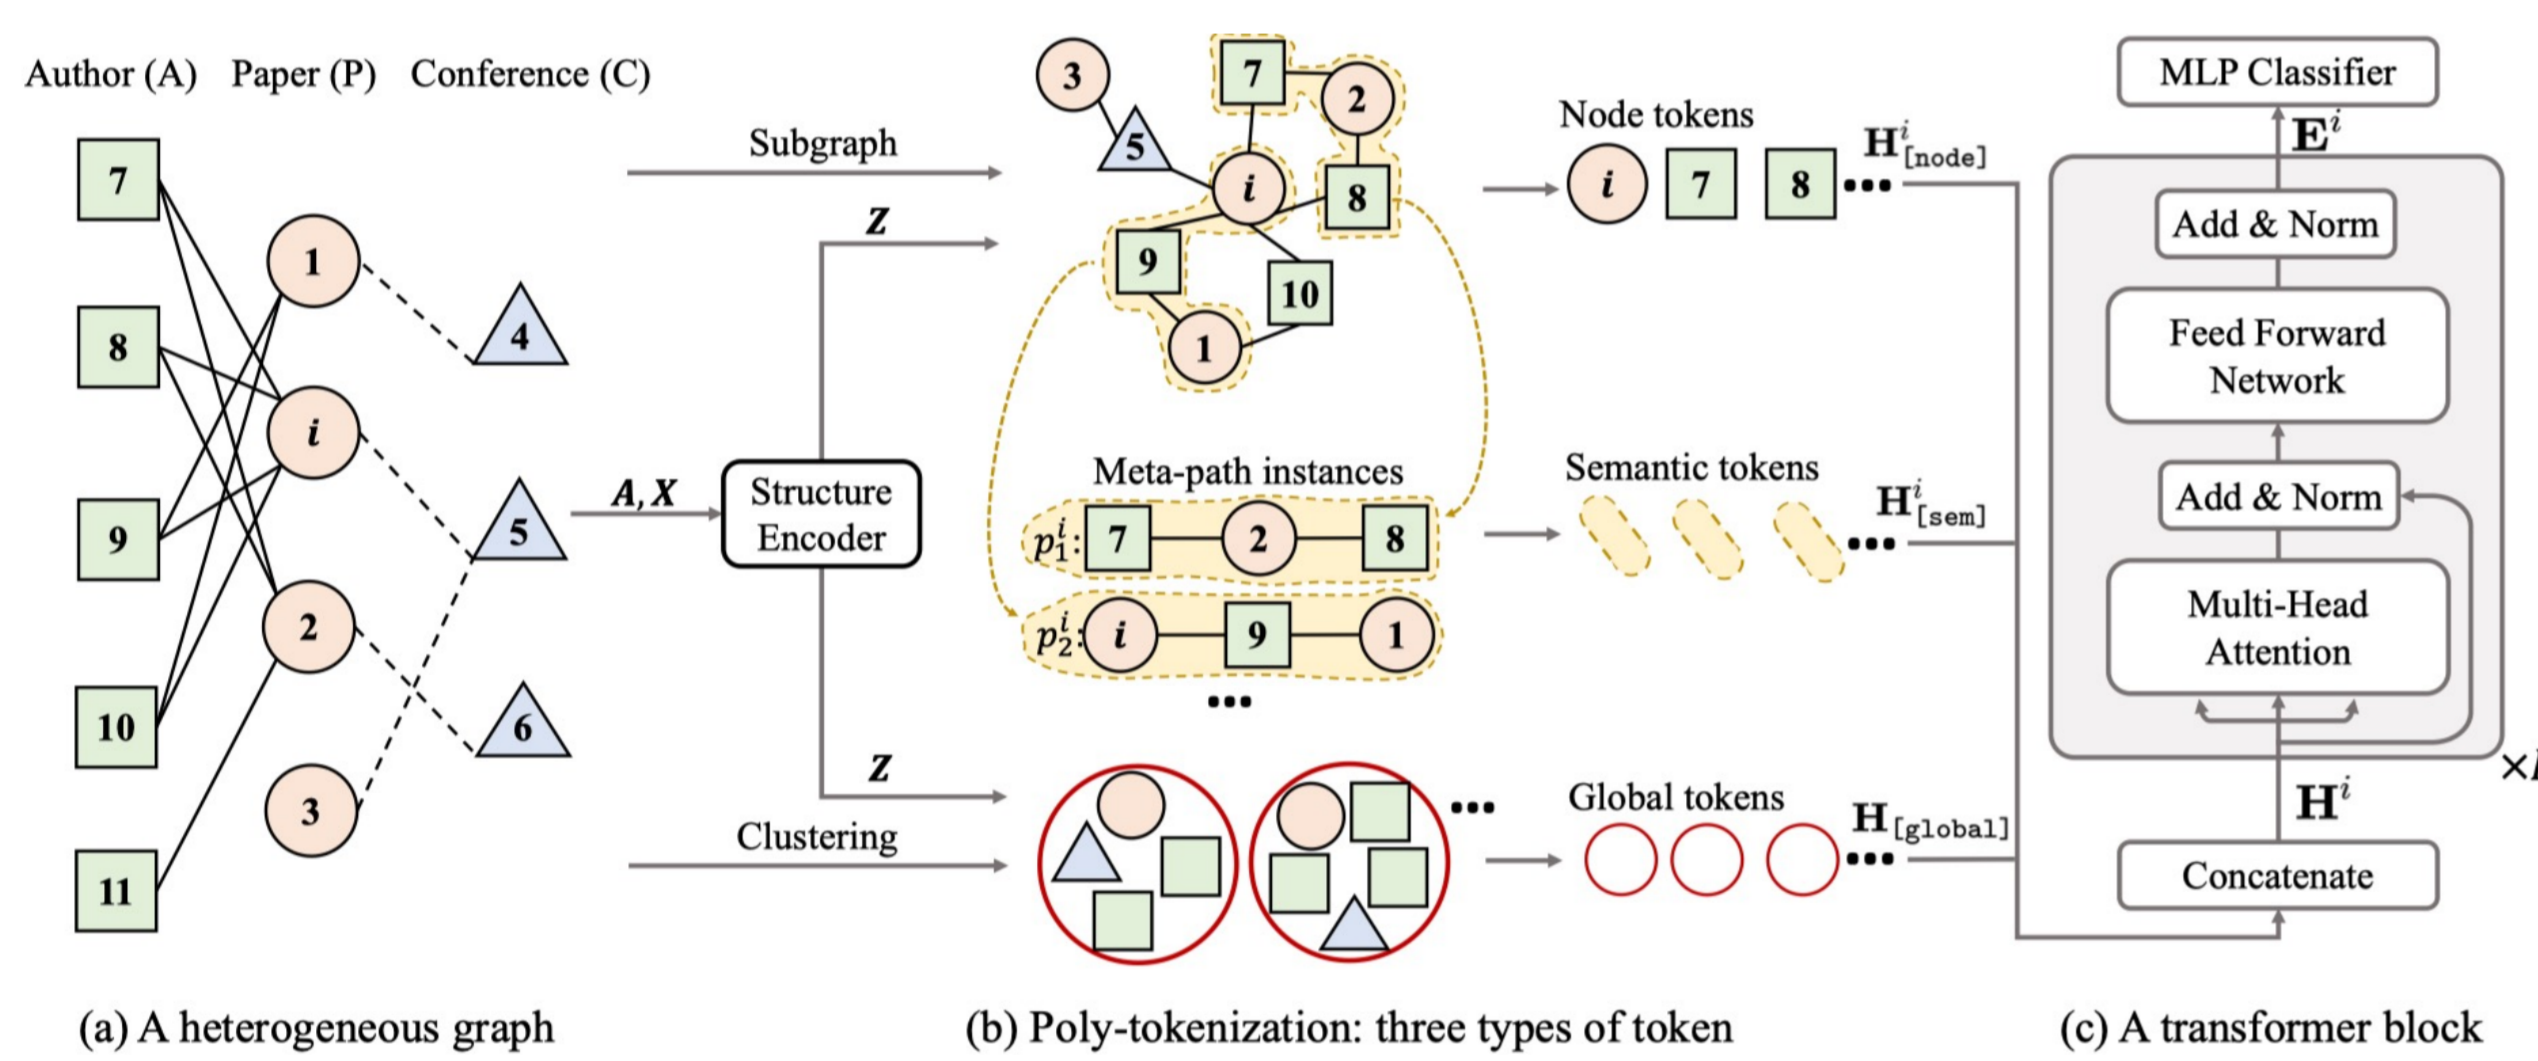 Author (A) Paper (P) Conference (C)
7
8
9
10
11
1
i
2
3
4
5
6
A, X
Structure
Encoder
Subgraph
Z
Z
Clustering
3
5
7
2
i
8
9
10
1
Meta-path instances
p₁ⁱ: 7 2 8
p₂ⁱ: i 9 1
...
...
Node tokens
i 7 8 ...
Hⁱ[node]
Semantic tokens
...
Hⁱ[sem]
Global tokens
...
H[global]
MLP Classifier
Eⁱ
Add & Norm
Feed Forward
Network
Add & Norm
Multi-Head
Attention
×
Hⁱ
Concatenate
(a) A heterogeneous graph
(b) Poly-tokenization: three types of token
(c) A transformer block